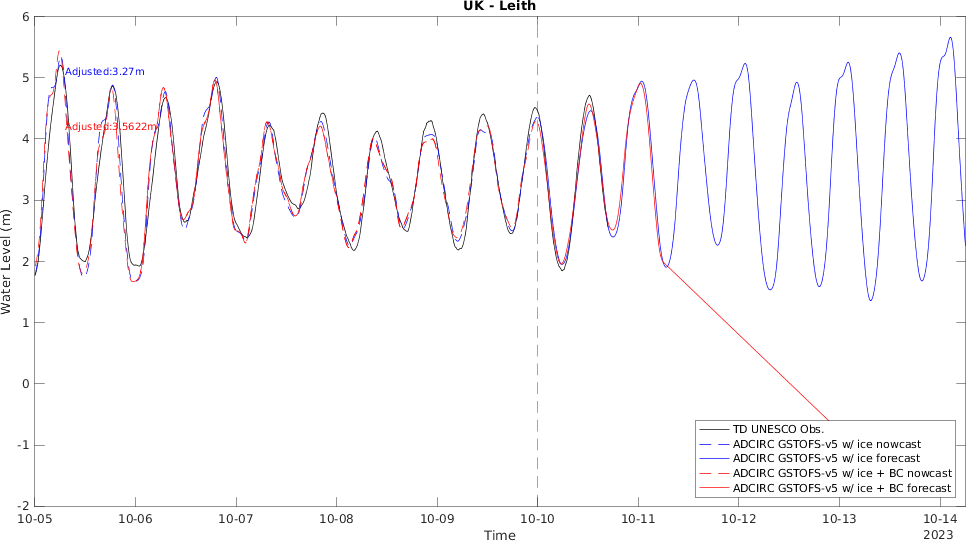 UK - Leith
6
5
4
3
2
1
0
-1
-2
Water Level (m)
Adjusted:3.27m
Adjusted:3.5622m
TD UNESCO Obs.
ADCIRC GSTOFS-v5 w/ ice nowcast
ADCIRC GSTOFS-v5 w/ ice forecast
ADCIRC GSTOFS-v5 w/ ice + BC nowcast
ADCIRC GSTOFS-v5 w/ ice + BC forecast
10-05 10-06 10-07 10-08 10-09 10-10 10-11 10-12 10-13 10-14
Time
2023